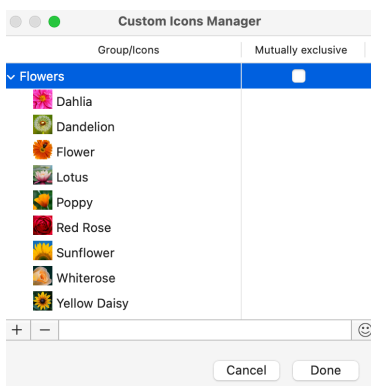 Custom Icons Manager
Group/Icons Mutually exclusive
Flowers
Dahlia
Dandelion
Flower
Lotus
Poppy
Red Rose
Sunflower
Whiterose
Yellow Daisy
+ −
Cancel Done